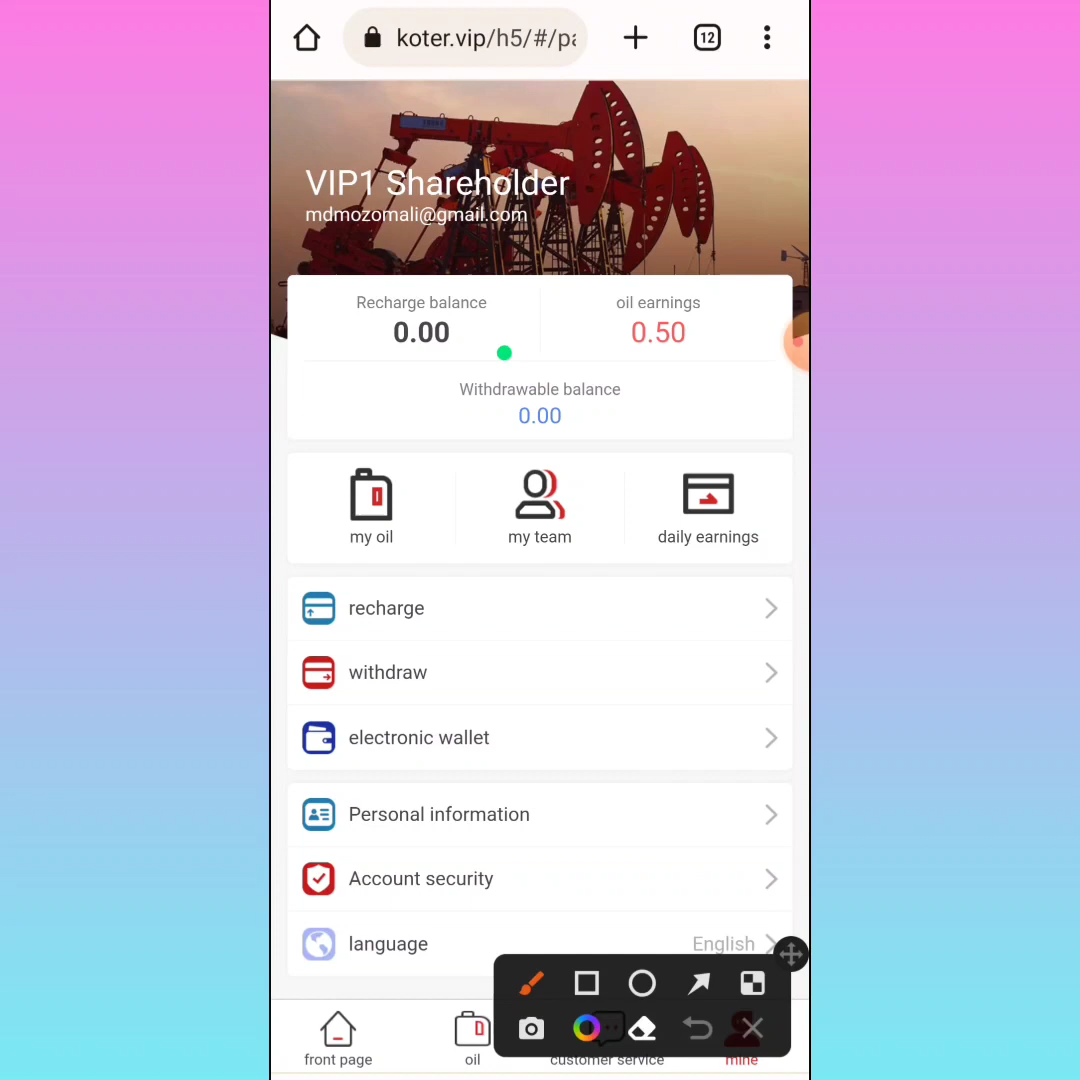 koter.vip/h5/#/pa
12
VIP1 Shareholder
mdmozomali@gmail.com
Recharge balance
oil earnings
0.00
0.50
Withdrawable balance
0.00
my oil
my team
daily earnings
recharge
withdraw
electronic wallet
Personal information
Account security
language
English
front page
oil
customer service
mine